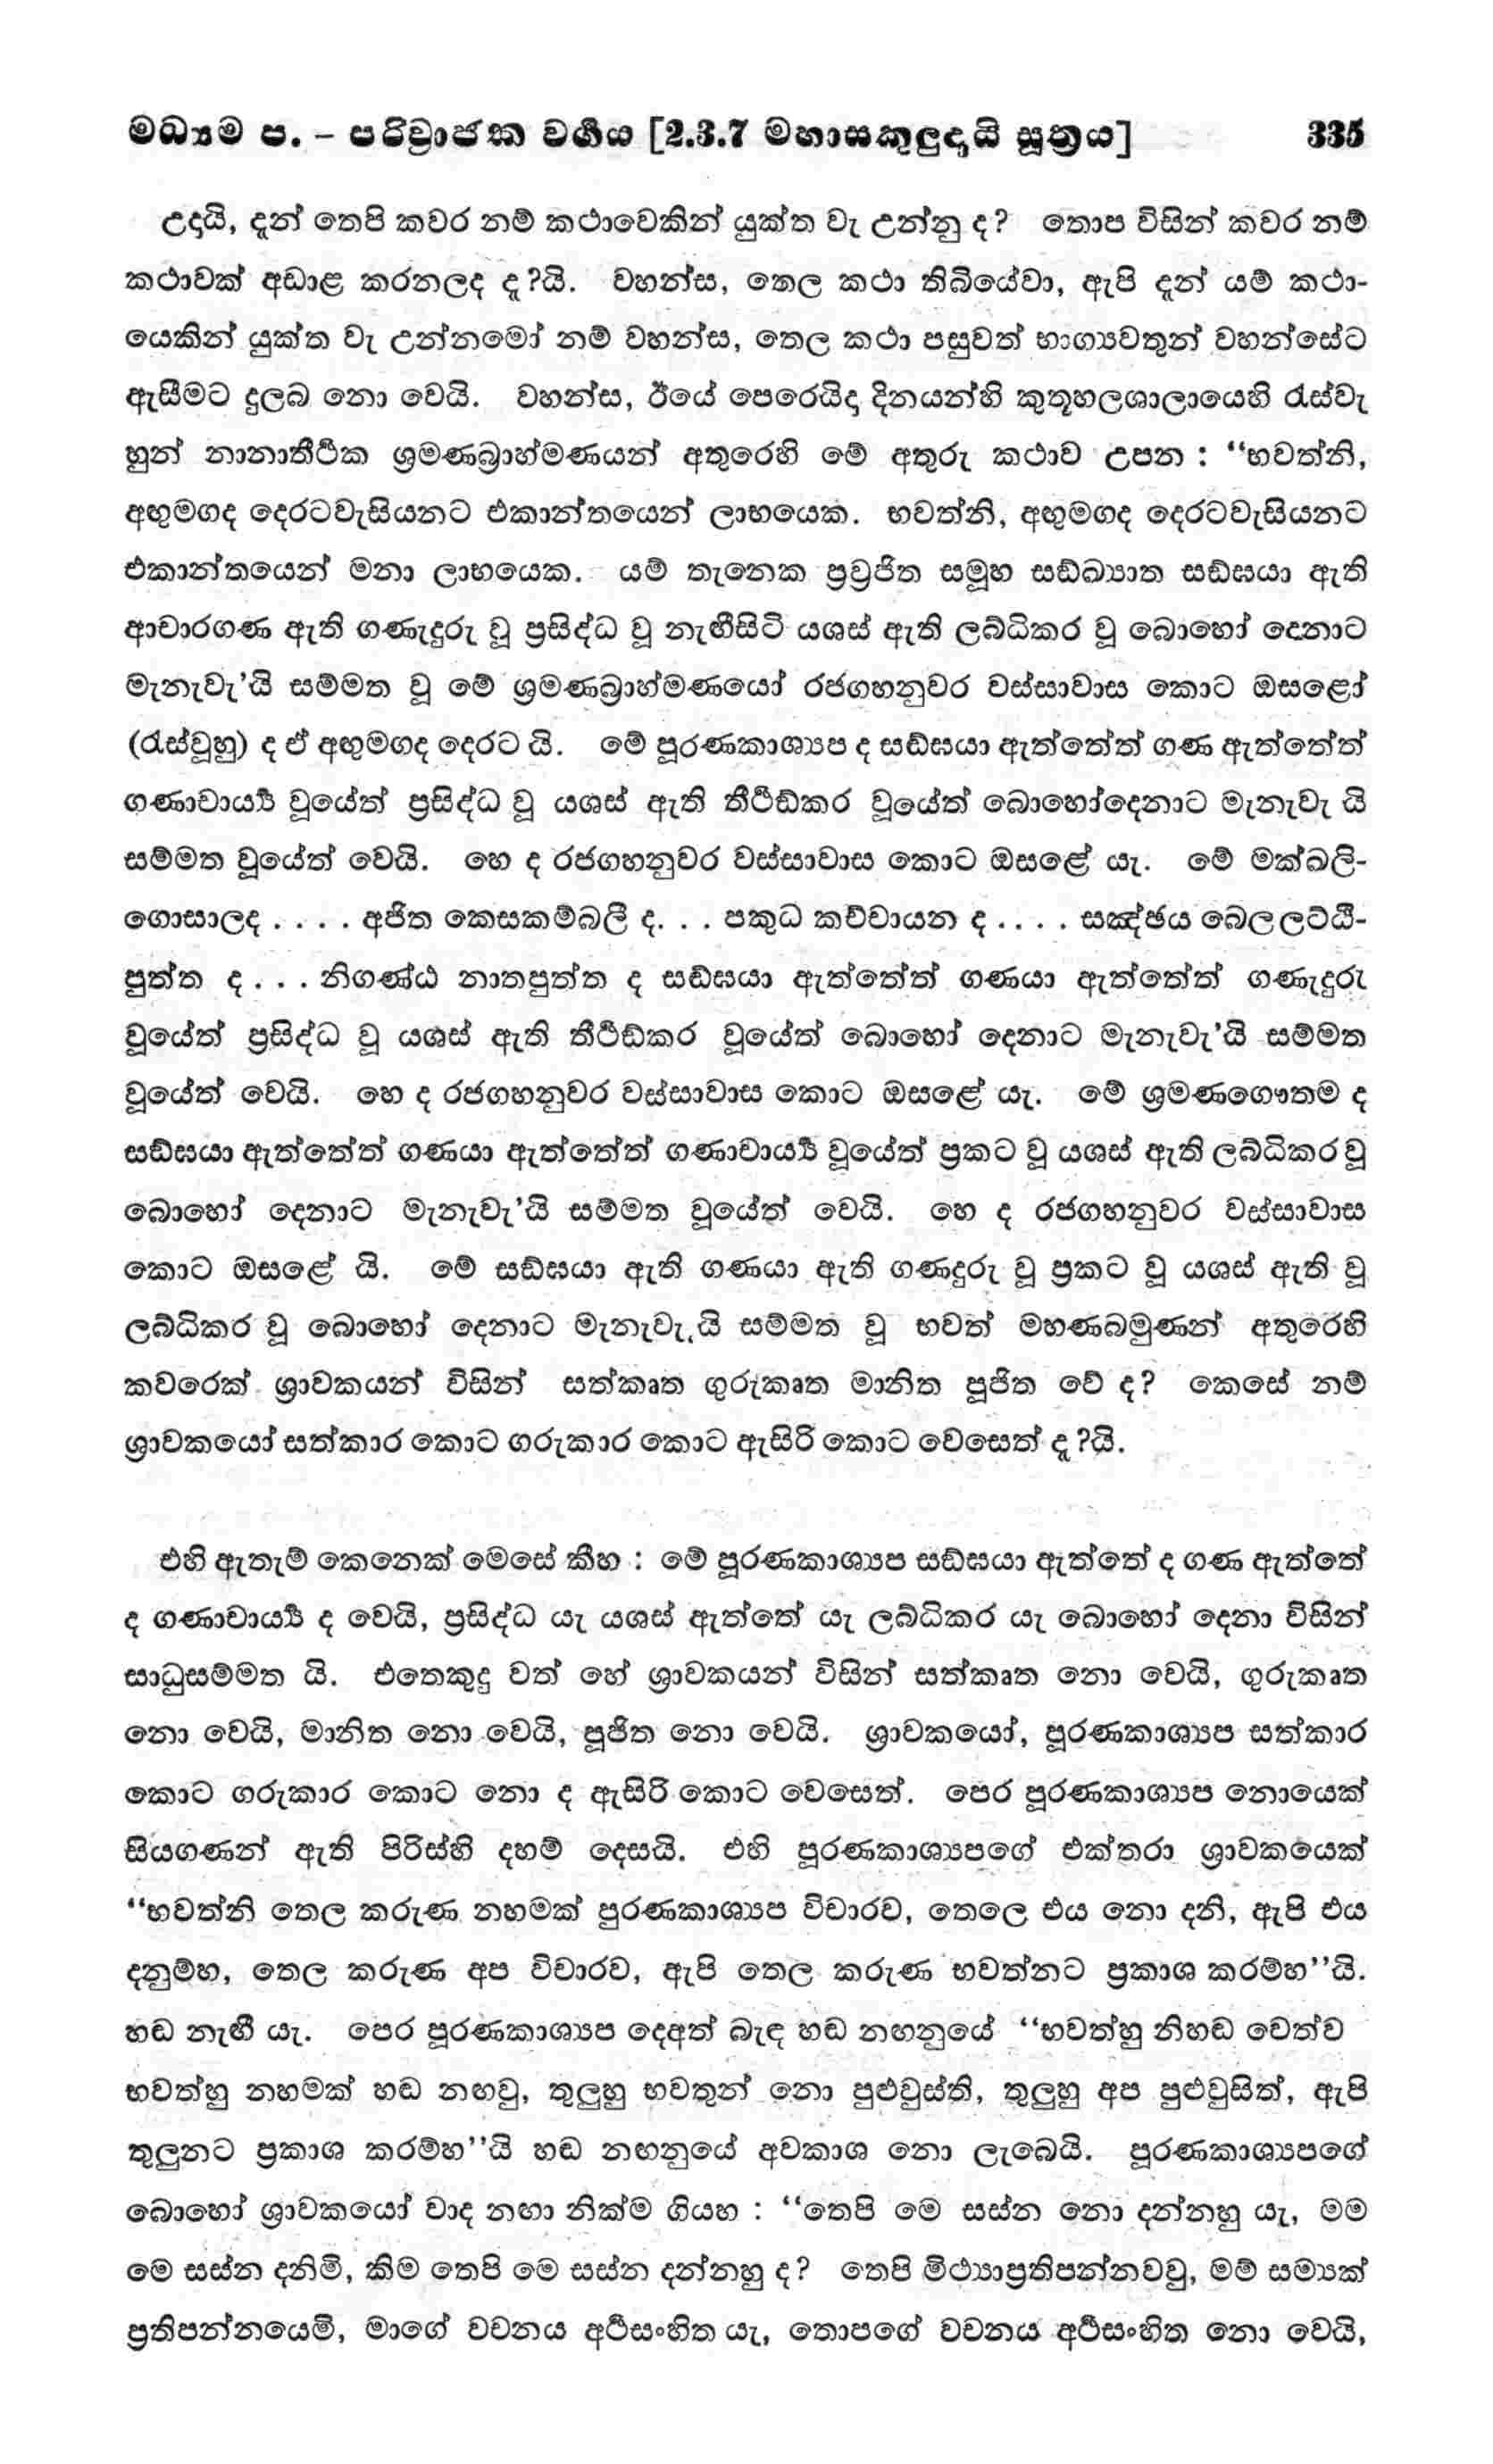 මධ්‍යම ප. – පරිව්‍රාජක වර්‍ගය [2.3.7 මහාසකුලුදායි සූත්‍රය] 335
උදායි, දැන් තෙපි කවර නම් කථාවෙකින් යුක්ත වැ උන්නු ද? තොප විසින් කවර නම්
කථාවක් අඩාළ කරනලද දැ?යි. වහන්ස, තෙල කථා තිබියේවා, ඇපි දැන් යම් කථා-
යෙකින් යුක්ත වැ උන්නමෝ නම් වහන්ස, තෙල කථා පසුවත් භාග්‍යවතුන් වහන්සේට
ඇසීමට දුලබ නො වෙයි. වහන්ස, ඊයේ පෙරෙයිදා දිනයන්හි කුතූහලශාලායෙහි රැස්වැ
හුන් නානාතීර්‍ථක ශ්‍රමණබ්‍රාහ්මණයන් අතුරෙහි මේ අතුරු කථාව උපන : “භවත්නි,
අඟුමගද දෙරටවැසියනට එකාන්තයෙන් ලාභයෙක. භවත්නි, අඟුමගද දෙරටවැසියනට
එකාන්තයෙන් මනා ලාභයෙක. යම් තැනෙක ප්‍රව්‍රජිත සමූහ සඞ්ඛ්‍යාත සඞ්ඝයා ඇති
ආචාරගණ ඇති ගණැදුරු වූ ප්‍රසිද්ධ වූ නැඟීසිටි යශස් ඇති ලබ්ධිකර වූ බොහෝ දෙනාට
මැනැවැ’යි සම්මත වූ මේ ශ්‍රමණබ්‍රාහ්මණයෝ රජගහනුවර වස්සාවාස කොට ඔසළෝ
(රැස්වූහු) ද ඒ අඟුමගද දෙරට යි. මේ පූරණකාශ්‍යප ද සඞ්ඝයා ඇත්තේත් ගණ ඇත්තේත්
ගණාචාර්‍ය්‍ය වූයේත් ප්‍රසිද්ධ වූ යශස් ඇති තීර්‍ථඞ්කර වූයේත් බොහෝදෙනාට මැනැවැ යි
සම්මත වූයේත් වෙයි. හෙ ද රජගහනුවර වස්සාවාස කොට ඔසළේ යැ. මේ මක්ඛලි-
ගොසාලද . . . . අජිත කෙසකම්බලී ද. . . පකුධ කච්චායන ද . . . . සඤ්ඡය බෙලලට්ඨි-
පුත්ත ද . . . නිගණ්ඨ නාතපුත්ත ද සඞ්ඝයා ඇත්තේත් ගණයා ඇත්තේත් ගණැදුරු
වූයේත් ප්‍රසිද්ධ වූ යශස් ඇති තීර්‍ථඞ්කර වූයේත් බොහෝ දෙනාට මැනැවැ’යි සම්මත
වූයේත් වෙයි. හෙ ද රජගහනුවර වස්සාවාස කොට ඔසළේ යැ. මේ ශ්‍රමණගෞතම ද
සඞ්ඝයා ඇත්තේත් ගණයා ඇත්තේත් ගණාචාර්‍ය්‍ය වූයේත් ප්‍රකට වූ යශස් ඇති ලබ්ධිකර වූ
බොහෝ දෙනාට මැනැවැ’යි සම්මත වූයේත් වෙයි. හෙ ද රජගහනුවර වස්සාවාස
කොට ඔසළේ යි. මේ සඞ්ඝයා ඇති ගණයා ඇති ගණදුරු වූ ප්‍රකට වූ යශස් ඇති වූ
ලබ්ධිකර වූ බොහෝ දෙනාට මැනැවැ,යි සම්මත වූ භවත් මහණබමුණන් අතුරෙහි
කවරෙක් ශ්‍රාවකයන් විසින් සත්කෘත ගුරුකෘත මානිත පූජිත වේ ද? කෙසේ නම්
ශ්‍රාවකයෝ සත්කාර කොට ගරුකාර කොට ඇසිරි කොට වෙසෙත් දැ?යි.
එහි ඇතැම් කෙනෙක් මෙසේ කීහ : මේ පූරණකාශ්‍යප සඞ්ඝයා ඇත්තේ ද ගණ ඇත්තේ
ද ගණාචාර්‍ය්‍ය ද වෙයි, ප්‍රසිද්ධ යැ යශස් ඇත්තේ යැ ලබ්ධිකර යැ බොහෝ දෙනා විසින්
සාධුසම්මත යි. එතෙකුදු වත් හේ ශ්‍රාවකයන් විසින් සත්කෘත නො වෙයි, ගුරුකෘත
නො වෙයි, මානිත නො වෙයි, පූජිත නො වෙයි. ශ්‍රාවකයෝ, පූරණකාශ්‍යප සත්කාර
කොට ගරුකාර කොට නො ද ඇසිරි කොට වෙසෙත්. පෙර පූරණකාශ්‍යප නොයෙක්
සියගණන් ඇති පිරිස්හි දහම් දෙසයි. එහි පූරණකාශ්‍යපගේ එක්තරා ශ්‍රාවකයෙක්
“භවත්නි තෙල කරුණ නහමක් පුරණකාශ්‍යප විචාරව, තෙලෙ එය නො දනි, ඇපි එය
දනුම්හ, තෙල කරුණ අප විචාරව, ඇපි තෙල කරුණ භවත්නට ප්‍රකාශ කරම්හ”යි.
හඬ නැඟී යැ. පෙර පූරණකාශ්‍යප දෙඅත් බැඳ හඬ නඟනුයේ “භවත්හු නිහඬ වෙත්ව
භවත්හු නහමක් හඬ නඟවු, තුලුහු භවතුන් නො පුළුවුස්ති, තුලුහු අප පුළුවුසිත්, ඇපි
තුලුනට ප්‍රකාශ කරම්හ”යි හඬ නඟනුයේ අවකාශ නො ලැබෙයි. පූරණකාශ්‍යපගේ
බොහෝ ශ්‍රාවකයෝ වාද නඟා නික්ම ගියහ : “තෙපි මෙ සස්න නො දන්නහු යැ, මම
මෙ සස්න දනිමි, කිම තෙපි මෙ සස්න දන්නහු ද? තෙපි මිථ්‍යාප්‍රතිපන්නවවු, මම් සම්‍යක්
ප්‍රතිපන්නයෙමි, මාගේ වචනය අර්‍ථසංහිත යැ, තොපගේ වචනය අර්‍ථසංහිත නො වෙයි,